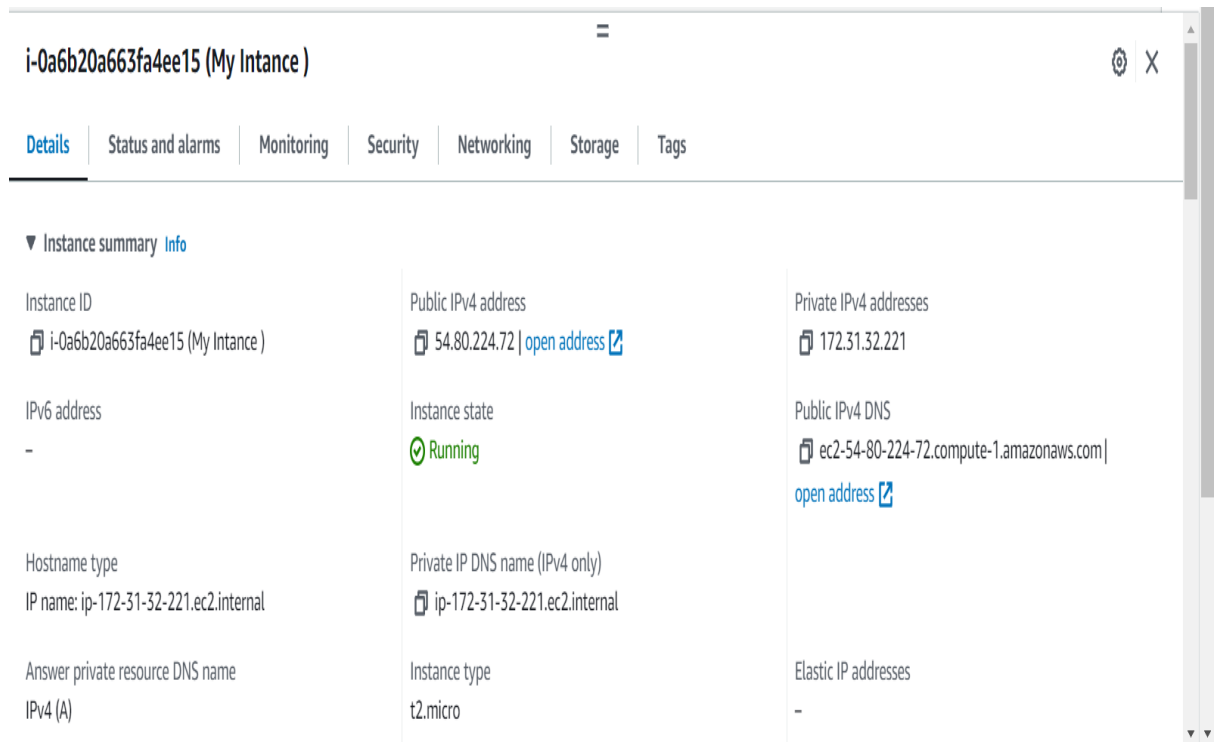 i-0a6b20a663fa4ee15 (My Intance )
Details Status and alarms Monitoring Security Networking Storage Tags
▼ Instance summary Info
Instance ID
i-0a6b20a663fa4ee15 (My Intance )
Public IPv4 address
54.80.224.72 | open address
Private IPv4 addresses
172.31.32.221
IPv6 address
–
Instance state
Running
Public IPv4 DNS
ec2-54-80-224-72.compute-1.amazonaws.com |
open address
Hostname type
IP name: ip-172-31-32-221.ec2.internal
Private IP DNS name (IPv4 only)
ip-172-31-32-221.ec2.internal
Answer private resource DNS name
IPv4 (A)
Instance type
t2.micro
Elastic IP addresses
–